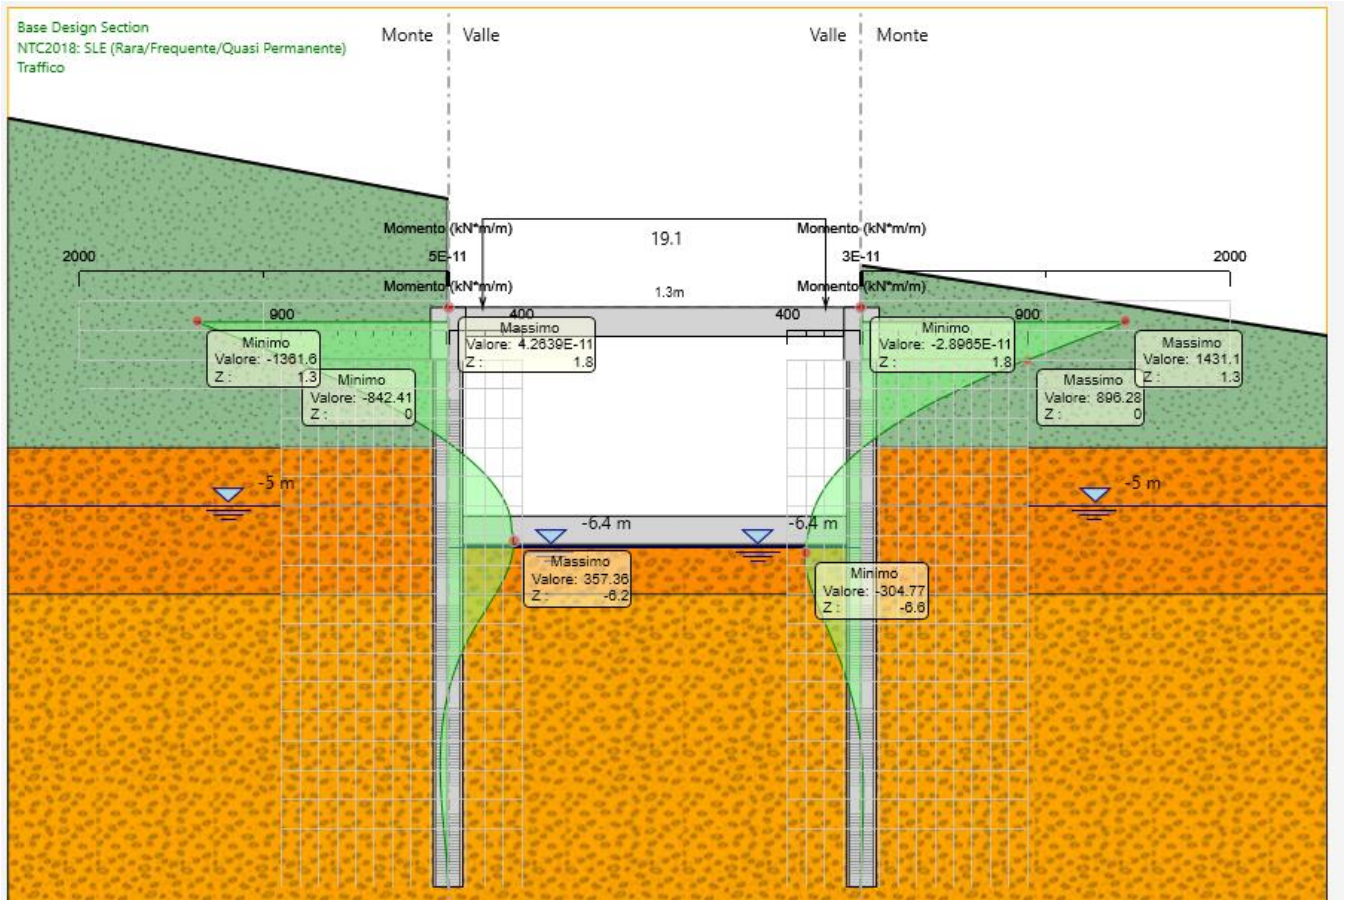 Base Design Section
NTC2018: SLE (Rara/Frequente/Quasi Permanente)
Traffico
Monte
Valle
Valle
Monte
Momento (kN*m/m)
Momento (kN*m/m)
19.1
2000
5E-11
3E-11
2000
Momento (kN*m/m)
Momento (kN*m/m)
1.3m
900
400
400
900
Massimo
Valore: 4.2639E-11
Z : 1.8
Minimo
Valore: -2.8965E-11
Z : 1.8
Minimo
Valore: -1361.6
Z : 1.3
Massimo
Valore: 1431.1
Z : 1.3
Minimo
Valore: -842.41
Z : 0
Massimo
Valore: 896.28
Z : 0
-5 m
-5 m
-6.4 m
-6.4 m
Massimo
Valore: 357.36
Z : -6.2
Minimo
Valore: -304.77
Z : -6.6